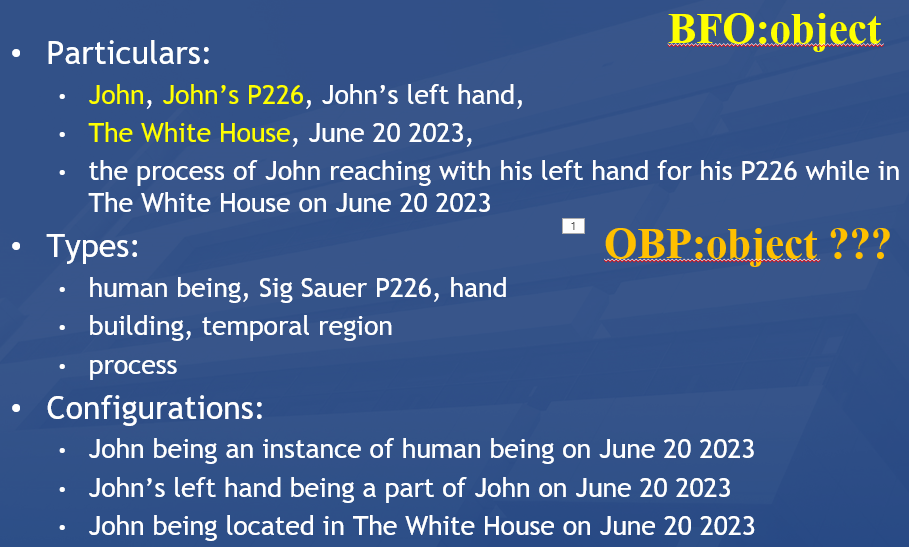 BFO:object
• Particulars:
• John, John’s P226, John’s left hand,
• The White House, June 20 2023,
• the process of John reaching with his left hand for his P226 while in
The White House on June 20 2023
1
OBP:object ???
• Types:
• human being, Sig Sauer P226, hand
• building, temporal region
• process
• Configurations:
• John being an instance of human being on June 20 2023
• John’s left hand being a part of John on June 20 2023
• John being located in The White House on June 20 2023